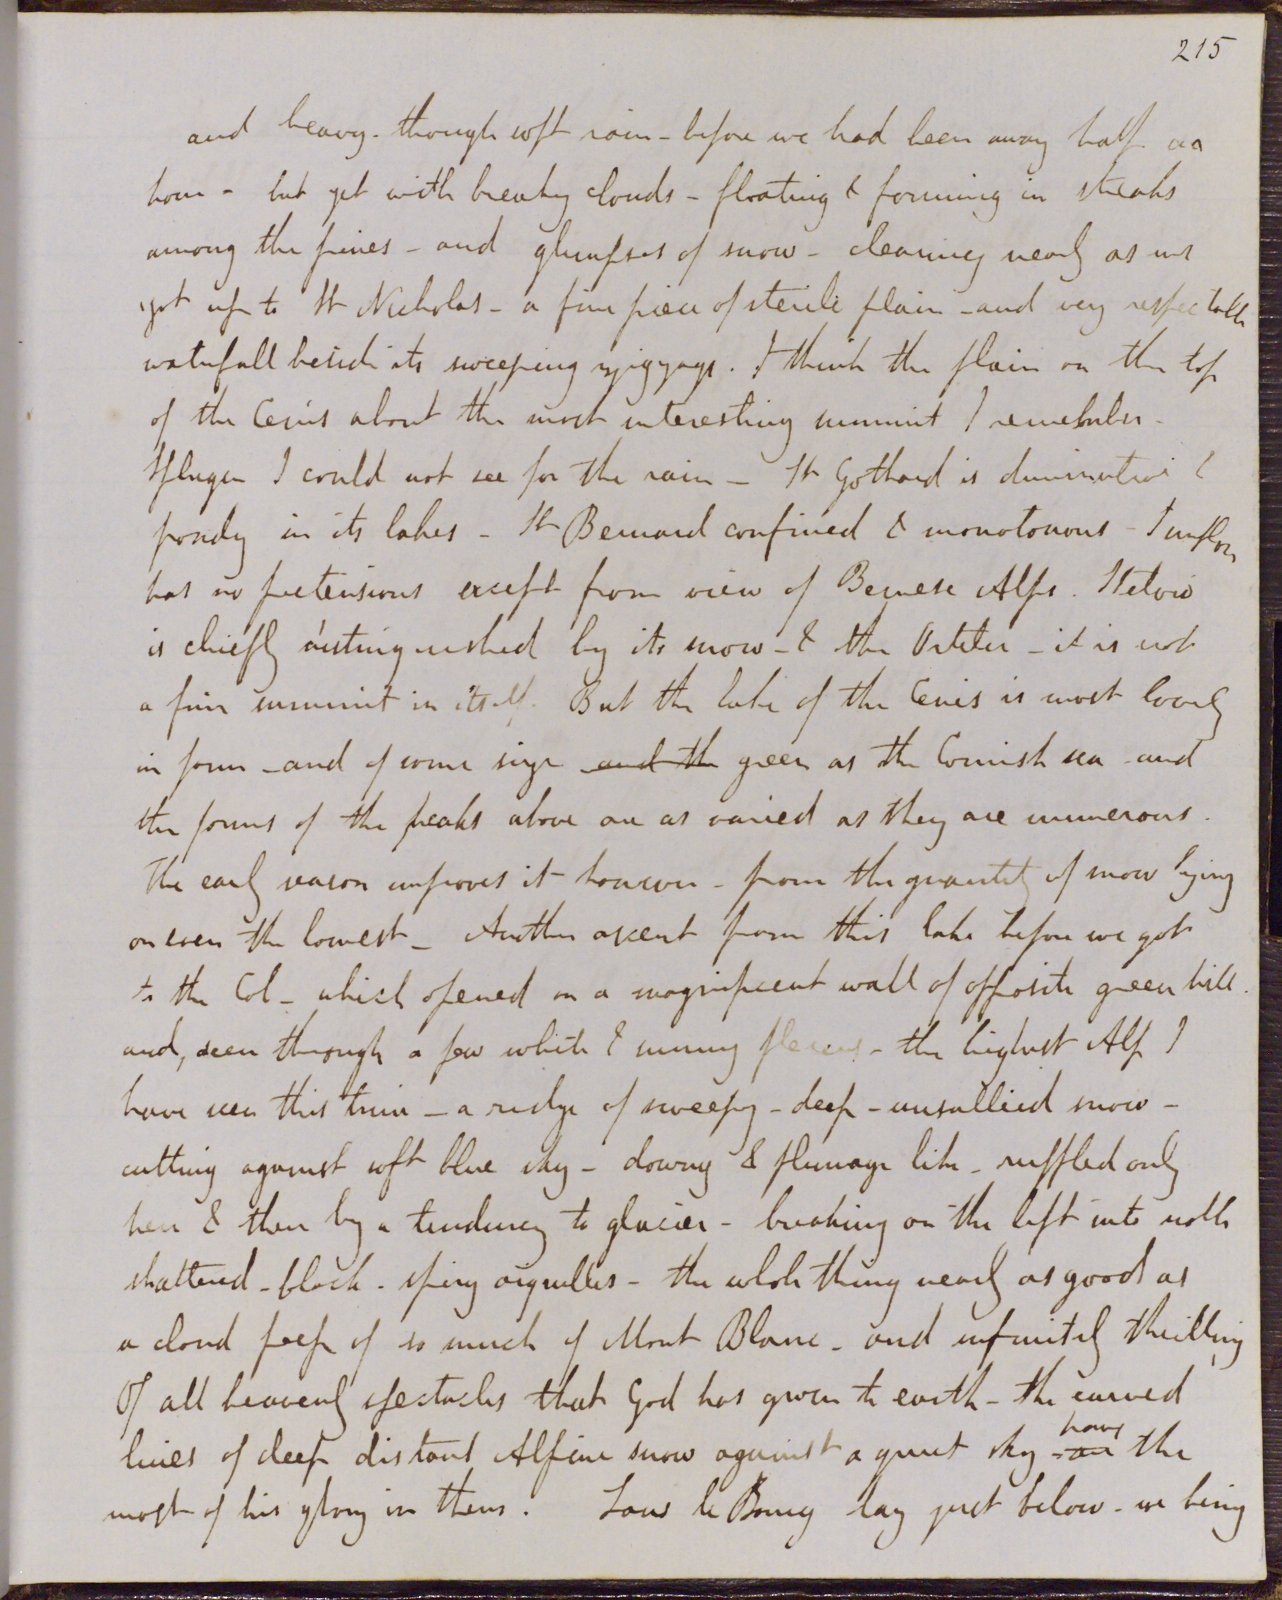 215
and heavy - though soft rain - before we had been away half an
hour - but yet with breaking clouds - floating & forming in streaks
among the pines - and glimpses of snow - clearing nearly as we
got up to St Nicholas - a fine piece of sterile plain - and very respectable
waterfall beside its sweeping zigzags. I think the plain on the top
of the Cenis about the most interesting summit I remember -
Splugen I could not see for the rain - St Gothard is diminutive &
pondy in its lakes - St Bernard confined & monotonous - Simplon
has no pretensions except from view of Bernese Alps. Stelvio
is chiefly distinguished by its snow - & the Ortler - it is not
a fine summit in itself. But the lake of the Cenis is most lovely
in form - and of some size and the green as the Cornish sea - and
the forms of the peaks above are as varied as they are numerous.
The early season improves it however - from the quantity of snow lying
on even the lowest - Another ascent from this lake before we got
to the Col - which opened on a magnificent wall of opposite green hill.
and, seen through a few white & sunny fleeces - the highest Alp I
have seen this time - a ridge of sweepy - deep - unsullied snow -
cutting against soft blue sky - downy & plumage like - ruffled only
here & there by a tendency to glacier - breaking on the left into noble
shattered - black - spiry aiguilles - the whole thing nearly as good as
a cloud peep of so much of Mont Blanc - and infinitely thrilling
Of all heavenly spectacles that God has given to earth - the curved
lines of deep distant Alpine snow against a quiet sky - are have the
most of his glory in them. Lans le Bourg lay just below - we being